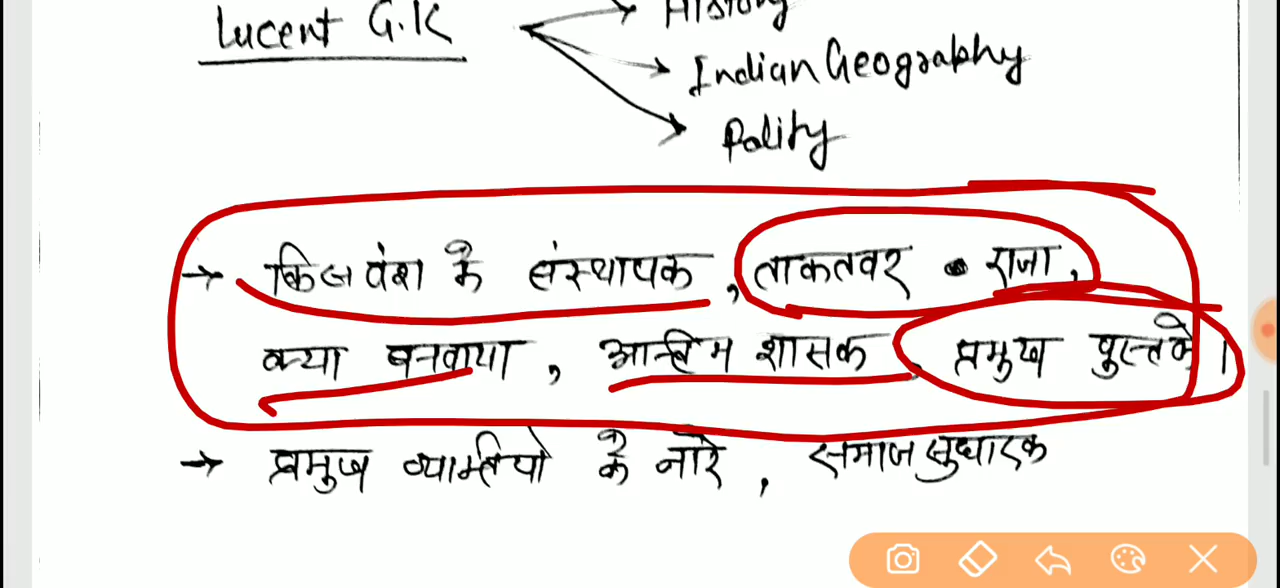 Lucent G.K
History
Indian Geography
Polity
→ किस वंश के संस्थापक, ताकतवर राजा,
क्या बनवाया, अन्तिम शासक, प्रमुख पुस्तकें।
→ प्रमुख व्यक्तियो के नारे, समाज सुधारक